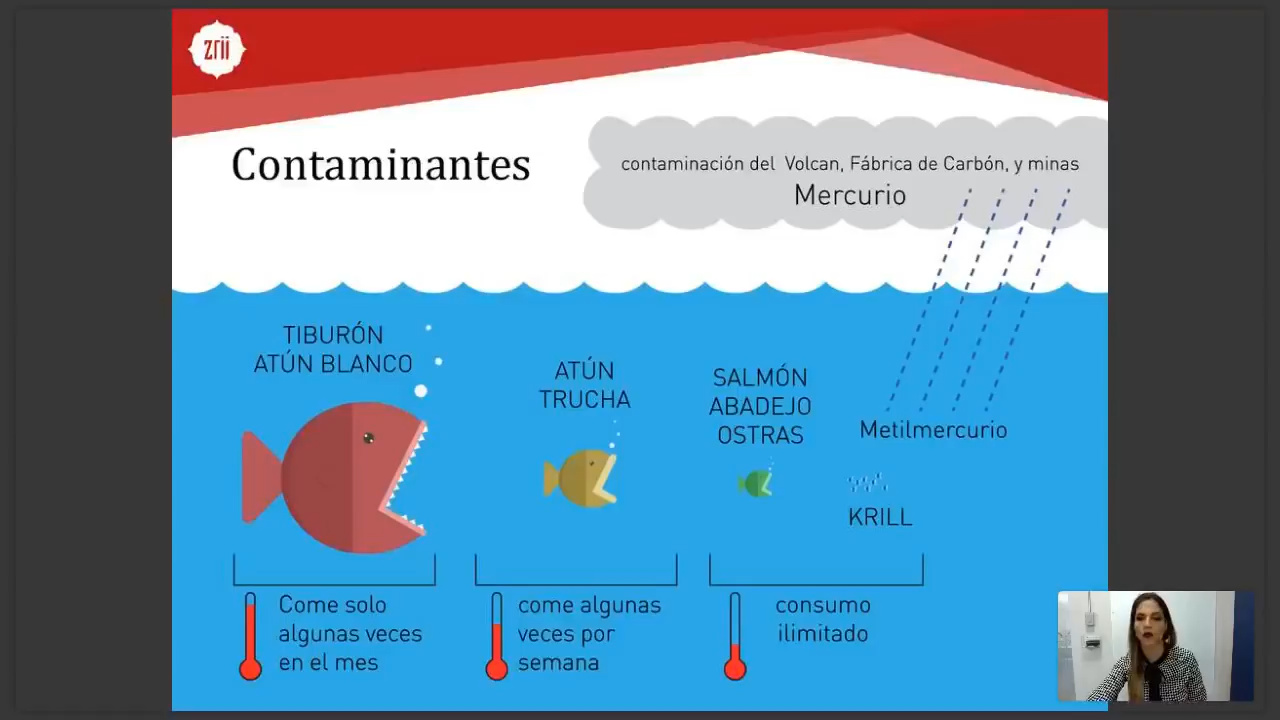 zrii
Contaminantes
contaminación del Volcan, Fábrica de Carbón, y minas
Mercurio
TIBURÓN
ATÚN BLANCO
ATÚN
TRUCHA
SALMÓN
ABADEJO
OSTRAS
Metilmercurio
KRILL
Come solo
algunas veces
en el mes
come algunas
veces por
semana
consumo
ilimitado